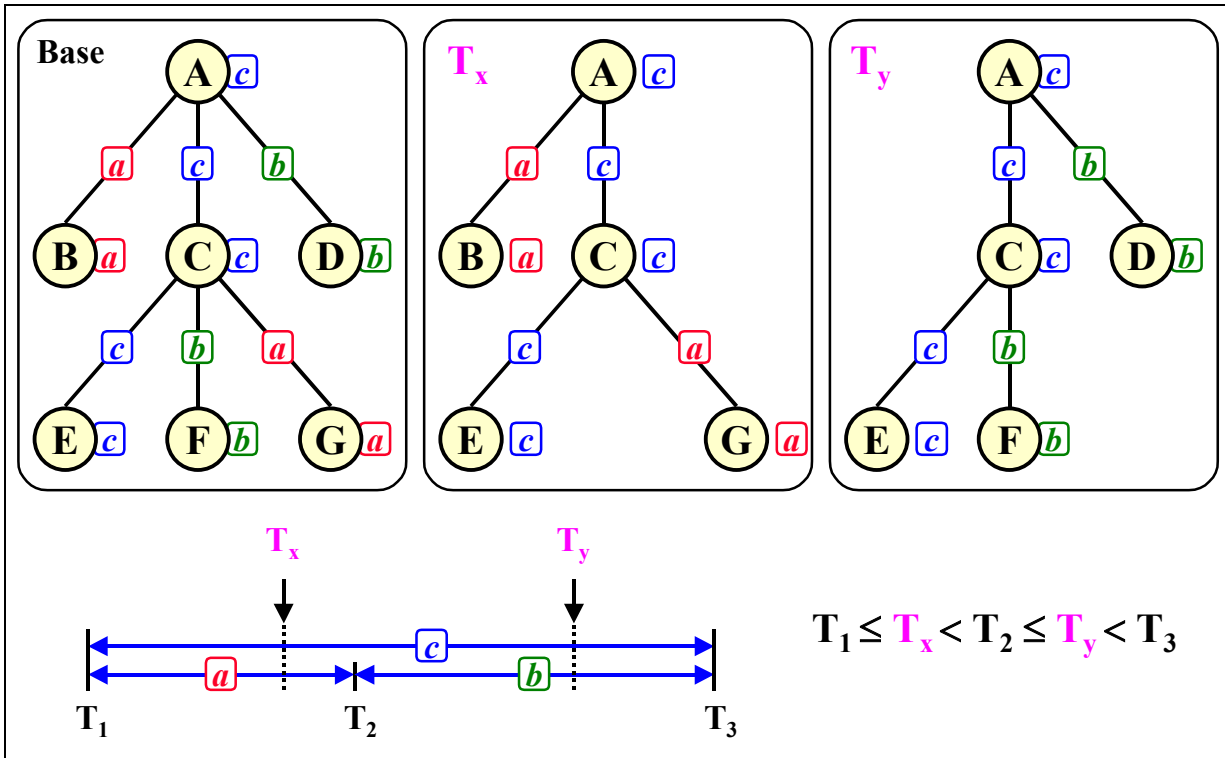 Base
A c
a c b
B a C c D b
c b a
E c F b G a
Tx
A c
a c
B a C c
c a
E c G a
Ty
A c
c b
C c D b
c b
E c F b
Tx Ty
c
a b
T1 T2 T3
T1 ≤ Tx < T2 ≤ Ty < T3